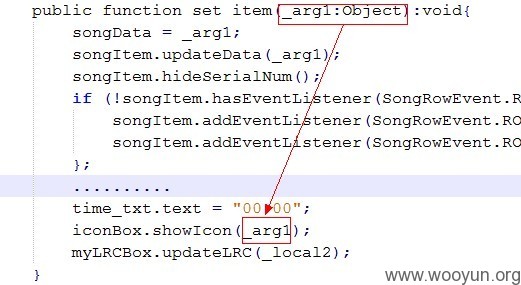 public function set item(_arg1:Object):void{
songData = _arg1;
songItem.updateData(_arg1);
songItem.hideSerialNum();
if (!songItem.hasEventListener(SongRowEvent.R
songItem.addEventListener(SongRowEvent.RO
songItem.addEventListener(SongRowEvent.RO
};
..........
time_txt.text = "00:00";
iconBox.showIcon(_arg1);
myLRCBox.updateLRC(_local2);
}
www.wooyun.org